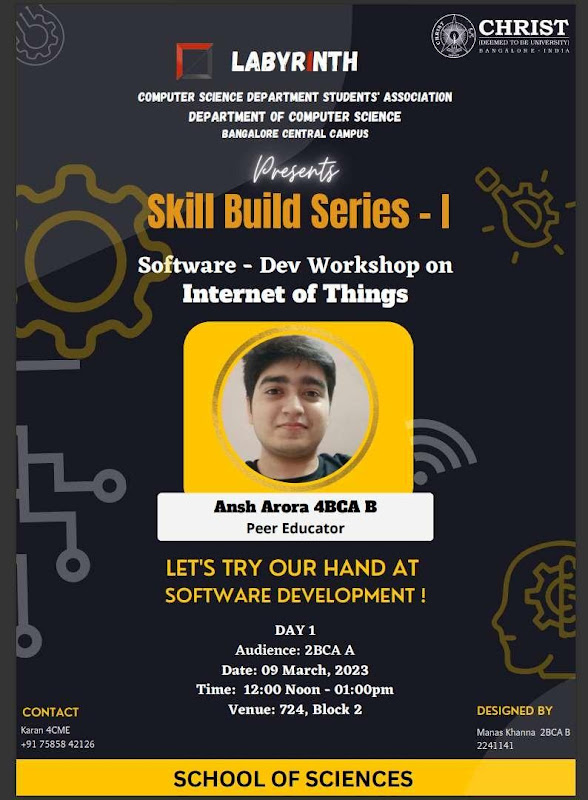 CHRIST
(DEEMED TO BE UNIVERSITY)
BANGALORE · INDIA
LABYRINTH
COMPUTER SCIENCE DEPARTMENT STUDENTS' ASSOCIATION
DEPARTMENT OF COMPUTER SCIENCE
BANGALORE CENTRAL CAMPUS
Presents
Skill Build Series - I
Software - Dev Workshop on
Internet of Things
Ansh Arora 4BCA B
Peer Educator
LET'S TRY OUR HAND AT
SOFTWARE DEVELOPMENT !
DAY 1
Audience: 2BCA A
Date: 09 March, 2023
Time: 12:00 Noon - 01:00pm
Venue: 724, Block 2
CONTACT
Karan 4CME
+91 75858 42126
DESIGNED BY
Manas Khanna 2BCA B
2241141
SCHOOL OF SCIENCES